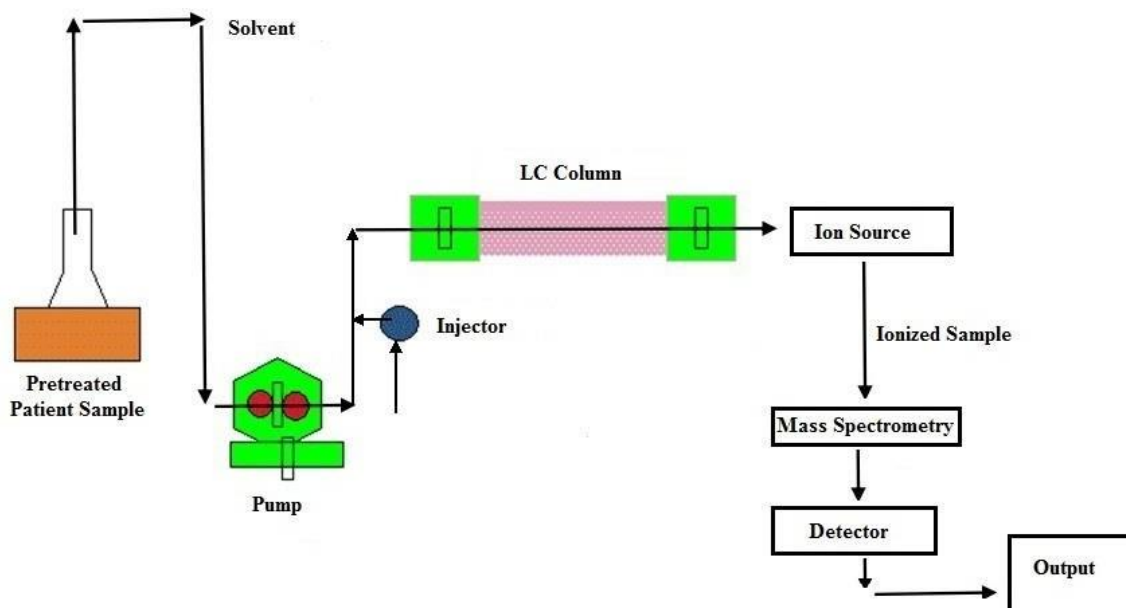 Solvent
LC Column
Ion Source
Injector
Ionized Sample
Pretreated
Patient Sample
Mass Spectrometry
Pump
Detector
Output